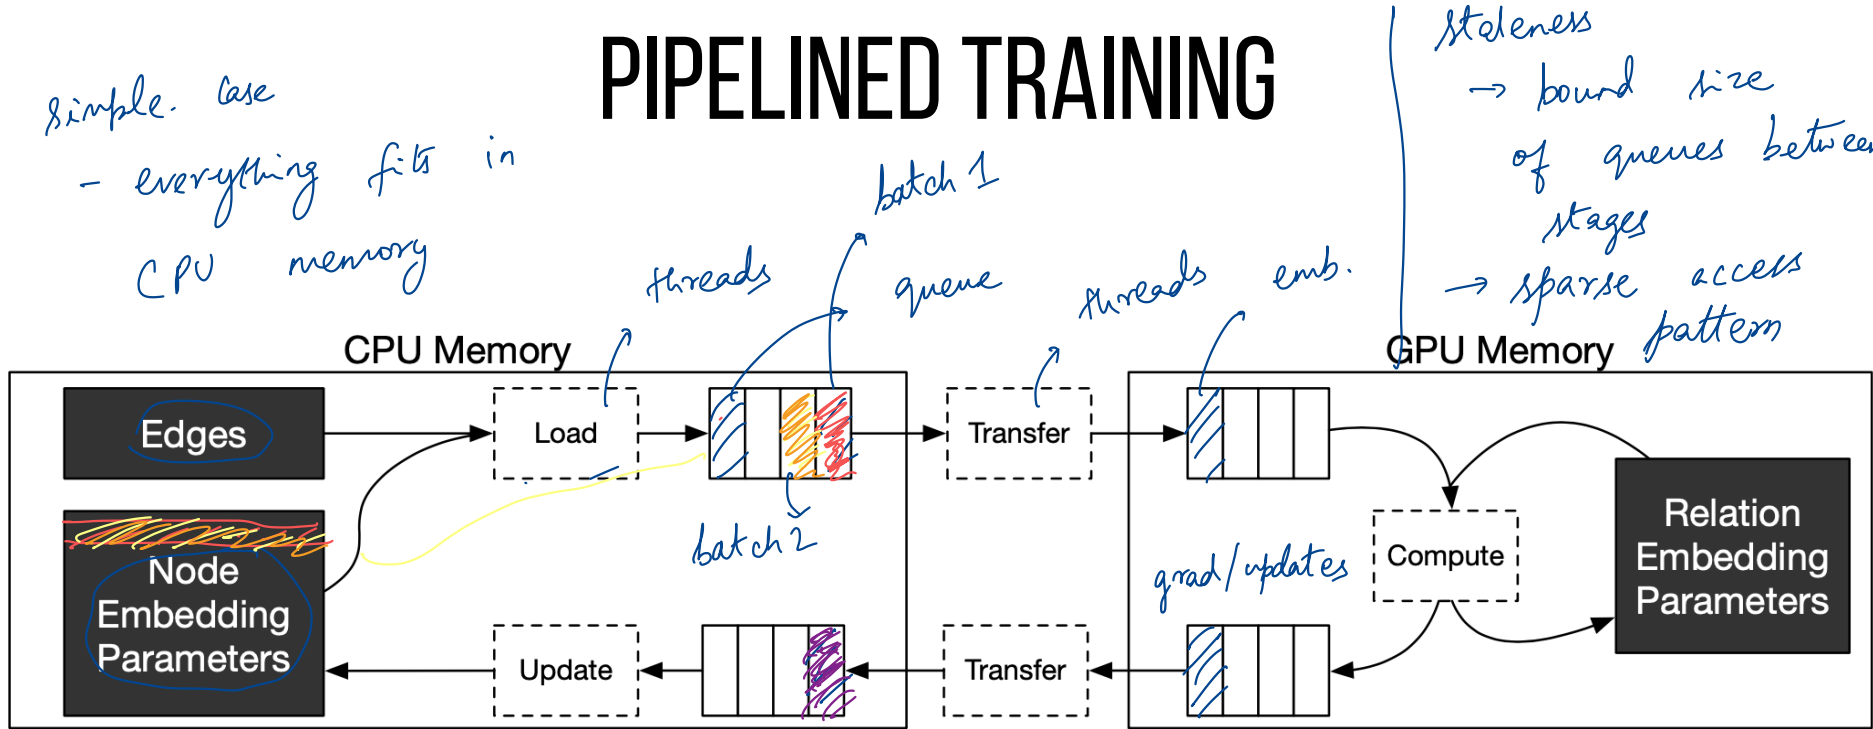 PIPELINED TRAINING
simple. case
- everything fits in
CPU memory
staleness
→ bound size
of queues between
stages
→ sparse access
pattern
batch 1
threads
queue
threads
emb.
CPU Memory
GPU Memory
Edges
Load
Transfer
batch 2
Node
Embedding
Parameters
Update
Transfer
grad/updates
Compute
Relation
Embedding
Parameters